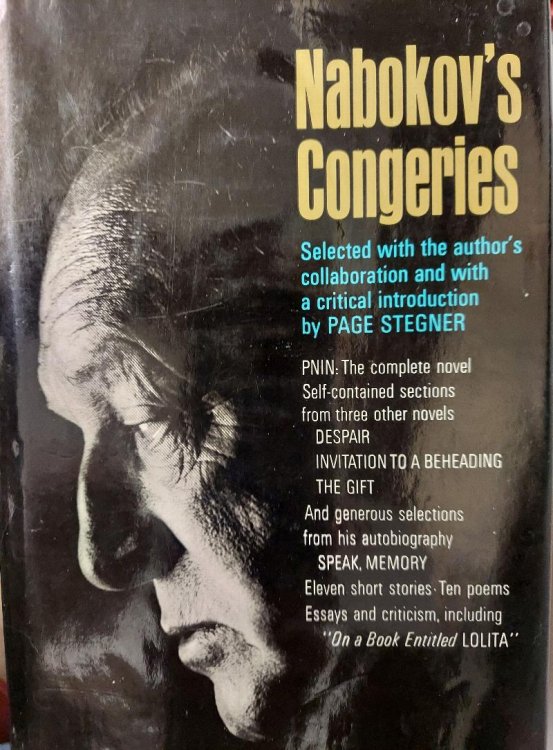 Nabokov's
Congeries
Selected with the author's
collaboration and with
a critical introduction
by PAGE STEGNER
PNIN: The complete novel
Self-contained sections
from three other novels
DESPAIR
INVITATION TO A BEHEADING
THE GIFT
And generous selections
from his autobiography
SPEAK, MEMORY
Eleven short stories · Ten poems
Essays and criticism, including
"On a Book Entitled LOLITA"